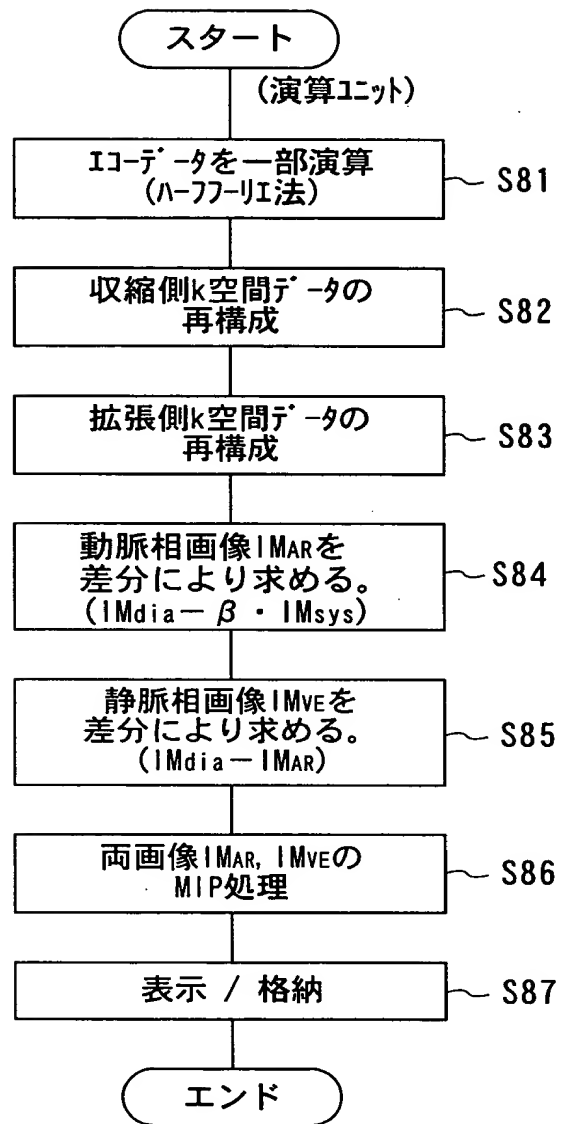 スタート
(演算ユニット)
エコーデータを一部演算
(ハーフフーリエ法)
S81
収縮側k空間データの
再構成
S82
拡張側k空間データの
再構成
S83
動脈相画像IMARを
差分により求める。
(IMdia－β・IMsys)
S84
静脈相画像IMVEを
差分により求める。
(IMdia－IMAR)
S85
両画像IMAR, IMVEの
MIP処理
S86
表示 / 格納
S87
エンド